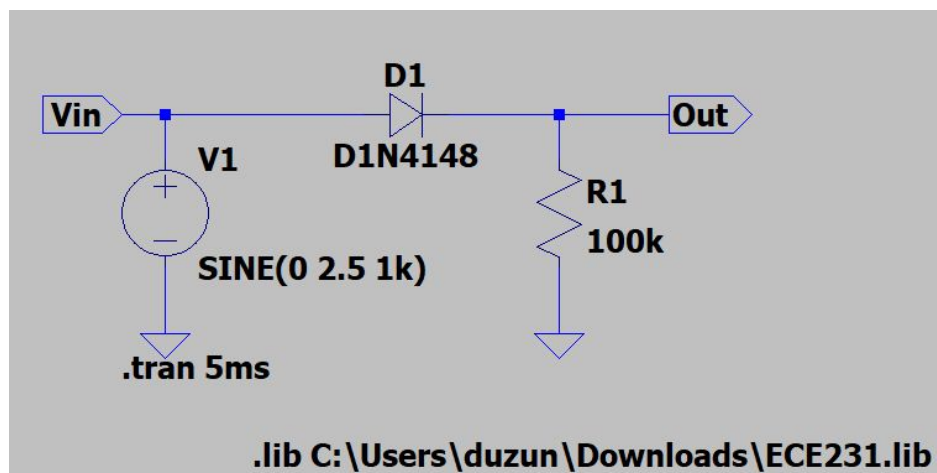 D1
Vin
Out
D1N4148
V1
R1
100k
SINE(0 2.5 1k)
.tran 5ms
.lib C:\Users\duzun\Downloads\ECE231.lib